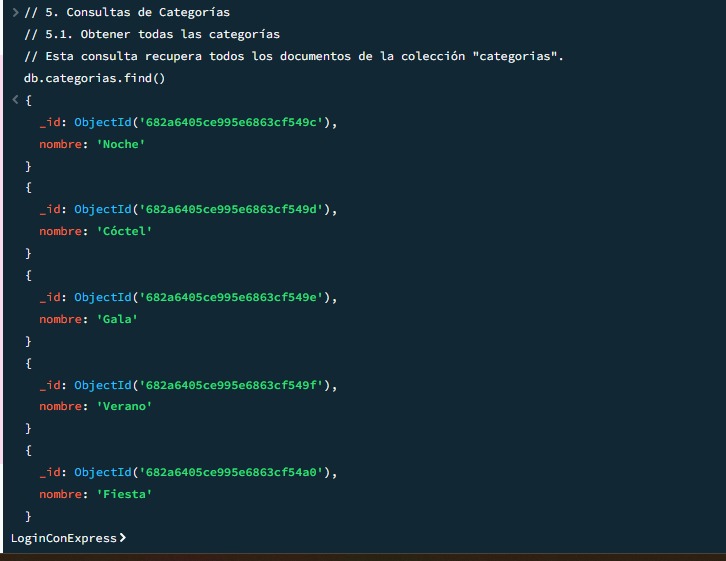 > // 5. Consultas de Categorías
// 5.1. Obtener todas las categorías
// Esta consulta recupera todos los documentos de la colección "categorias".
db.categorias.find()
< {
_id: ObjectId('682a6405ce995e6863cf549c'),
nombre: 'Noche'
}
{
_id: ObjectId('682a6405ce995e6863cf549d'),
nombre: 'Cóctel'
}
{
_id: ObjectId('682a6405ce995e6863cf549e'),
nombre: 'Gala'
}
{
_id: ObjectId('682a6405ce995e6863cf549f'),
nombre: 'Verano'
}
{
_id: ObjectId('682a6405ce995e6863cf54a0'),
nombre: 'Fiesta'
}
LoginConExpress>